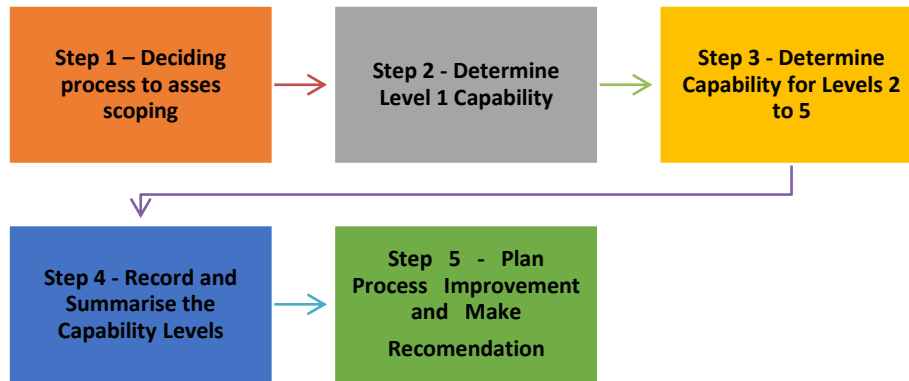 Step 1 – Deciding
process to asses
scoping
Step 2 - Determine
Level 1 Capability
Step 3 - Determine
Capability for Levels 2
to 5
Step 4 - Record and
Summarise the
Capability Levels
Step 5 - Plan
Process Improvement
and Make
Recomendation